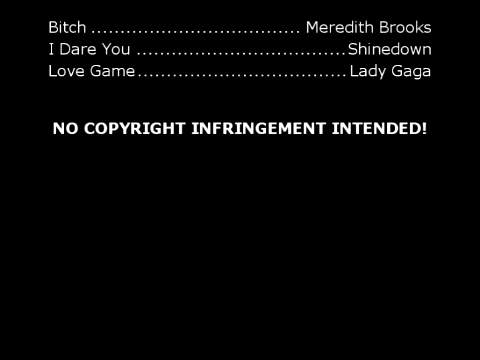 Bitch ................................... Meredith Brooks
I Dare You ...................................Shinedown
Love Game................................... Lady Gaga
NO COPYRIGHT INFRINGEMENT INTENDED!